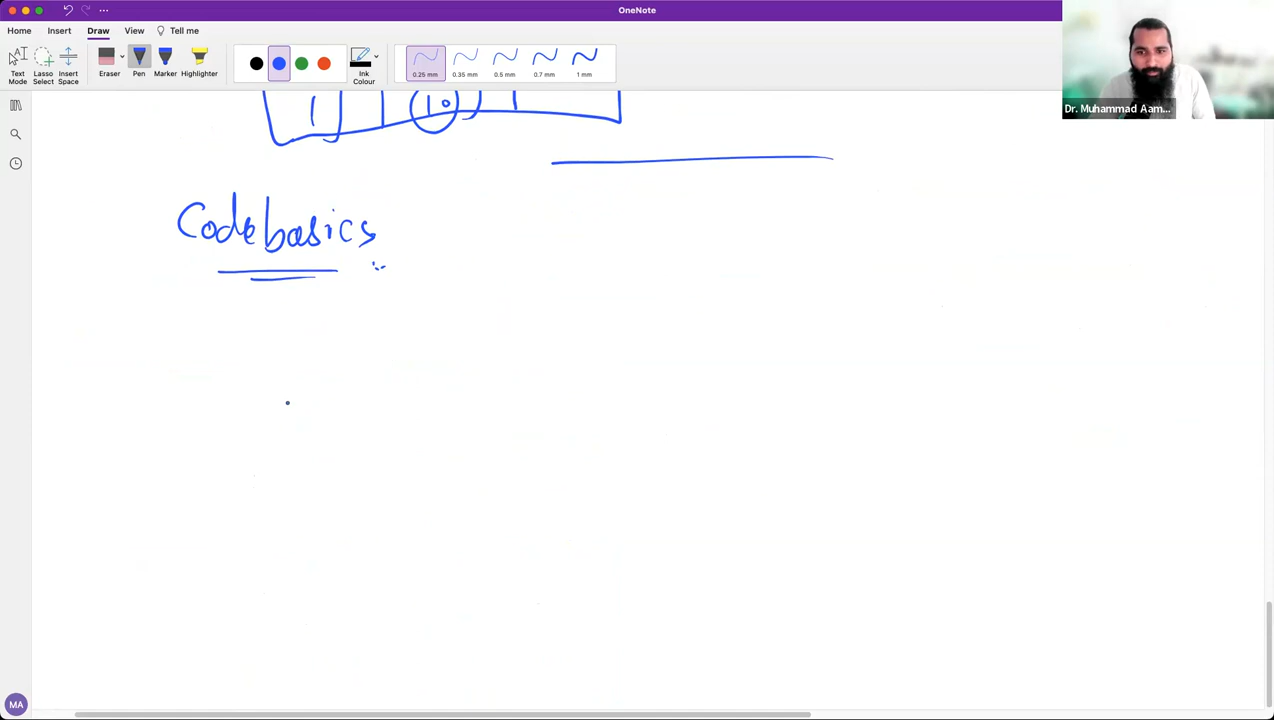 OneNote
Home Insert Draw View Tell me
Text Mode
Lasso Select
Insert Space
Eraser
Pen
Marker
Highlighter
Ink Colour
0.25 mm
0.35 mm
0.5 mm
0.7 mm
1 mm
Dr. Muhammad Aam...
1 10
Codebasics
MA